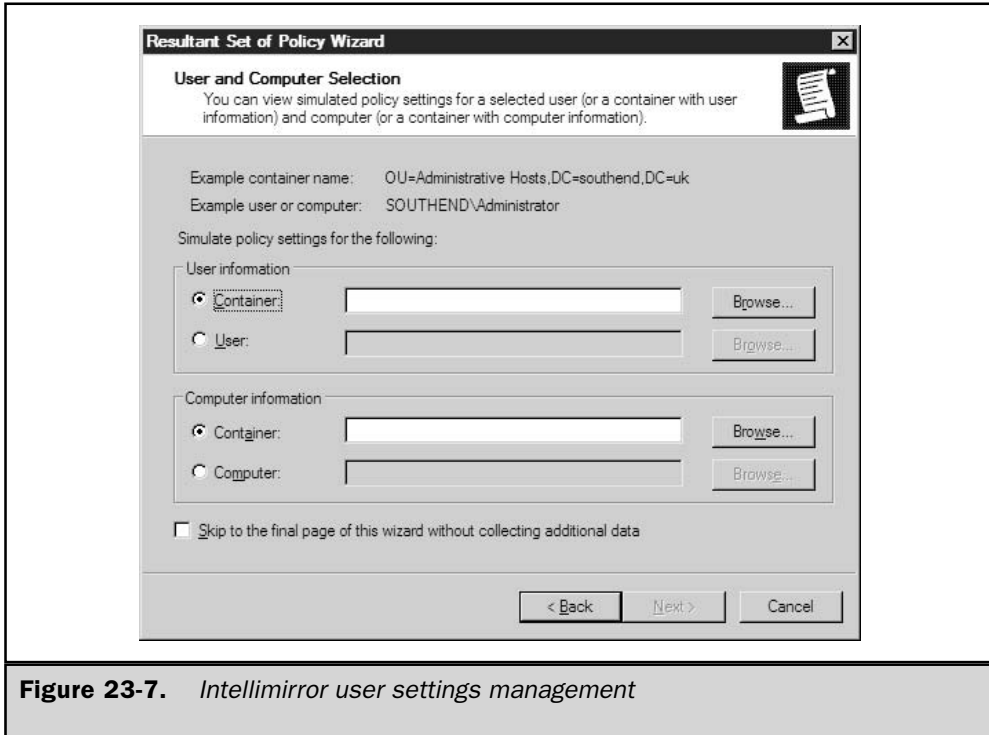 Resultant Set of Policy Wizard
User and Computer Selection
You can view simulated policy settings for a selected user (or a container with user
information) and computer (or a container with computer information).
Example container name: OU=Administrative Hosts,DC=southend,DC=uk
Example user or computer: SOUTHEND\Administrator
Simulate policy settings for the following:
User information
Container: Browse...
User: Browse...
Computer information
Container: Browse...
Computer: Browse...
Skip to the final page of this wizard without collecting additional data
< Back Next > Cancel
Figure 23-7. Intellimirror user settings management